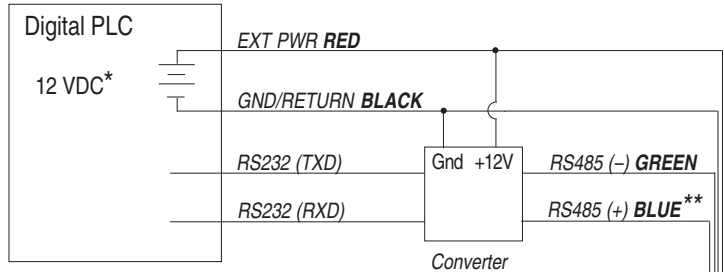 Digital PLC
EXT PWR RED
12 VDC*
GND/RETURN BLACK
RS232 (TXD)
Gnd +12V
RS485 (–) GREEN
RS232 (RXD)
RS485 (+) BLUE**
Converter